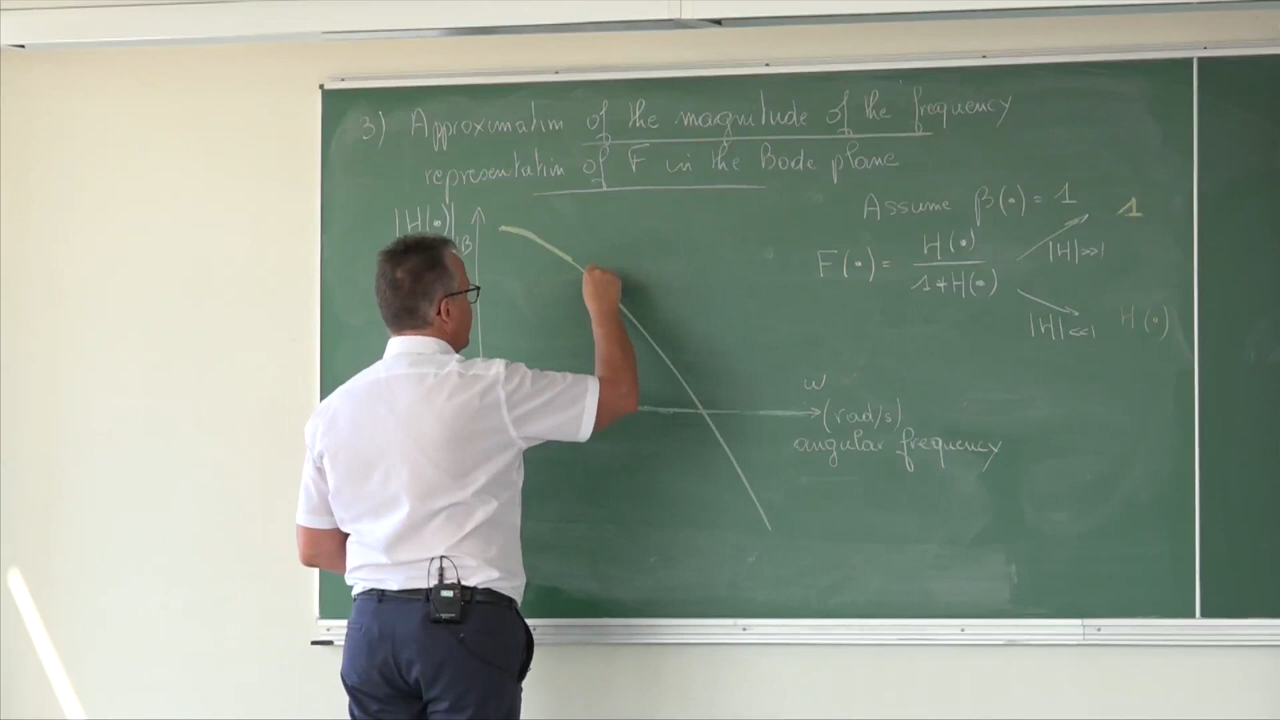 3) Approximation of the magnitude of the frequency
representation of F in the Bode plane
|H(•)|
Assume β(•) = 1
1
F(•) = H(•) / 1+H(•)
|H|>>1
|H|<<1 H(•)
ω
(rad/s)
angular frequency